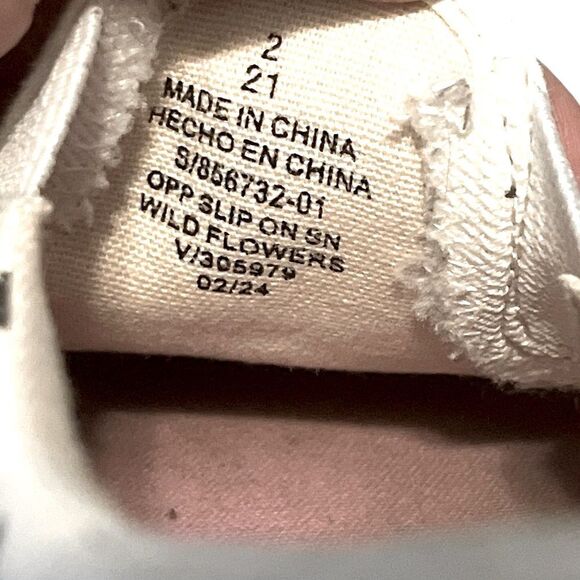 2
21
MADE IN CHINA
HECHO EN CHINA
S/856732-01
OPP SLIP ON SN
WILD FLOWERS
V/305979
02/24